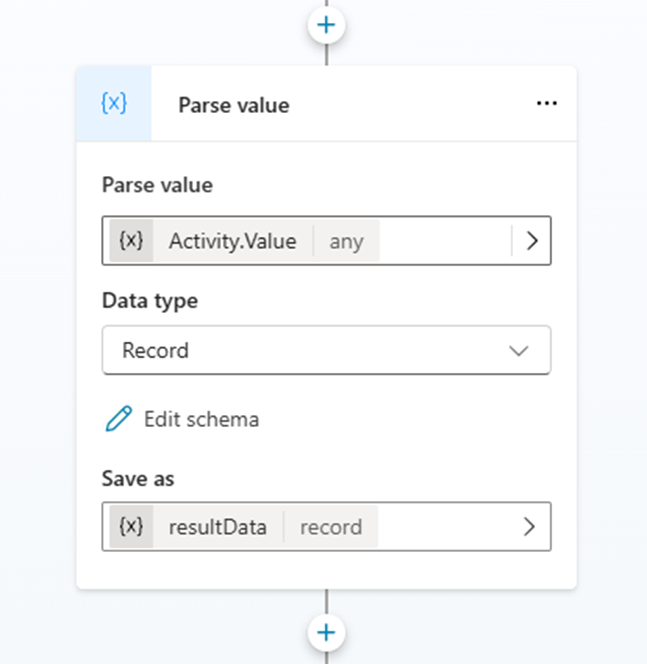 {x} Parse value ...
Parse value
{x} Activity.Value any
Data type
Record
Edit schema
Save as
{x} resultData record